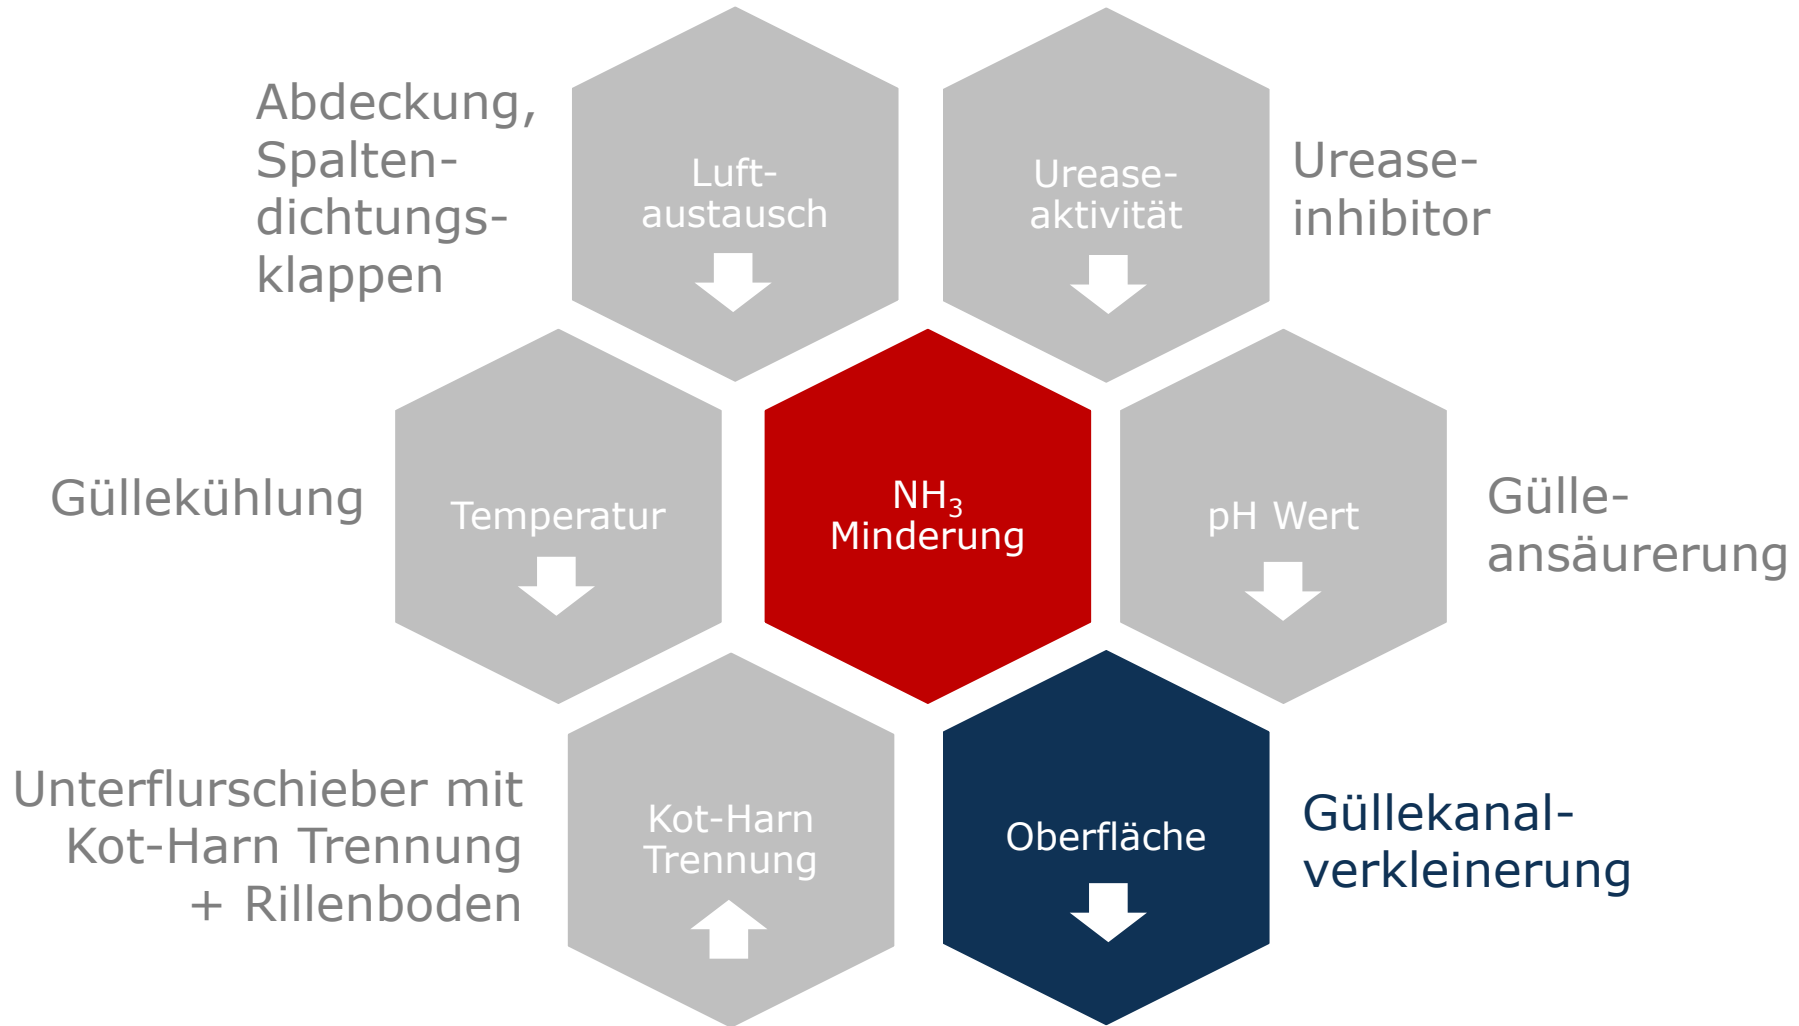 Abdeckung,
Spalten-
dichtungs-
klappen
Luft-
austausch
Urease-
aktivität
Urease-
inhibitor
Güllekühlung
Temperatur
NH₃
Minderung
pH Wert
Gülle-
ansäurerung
Unterflurschieber mit
Kot-Harn Trennung
+ Rillenboden
Kot-Harn
Trennung
Oberfläche
Güllekanal-
verkleinerung